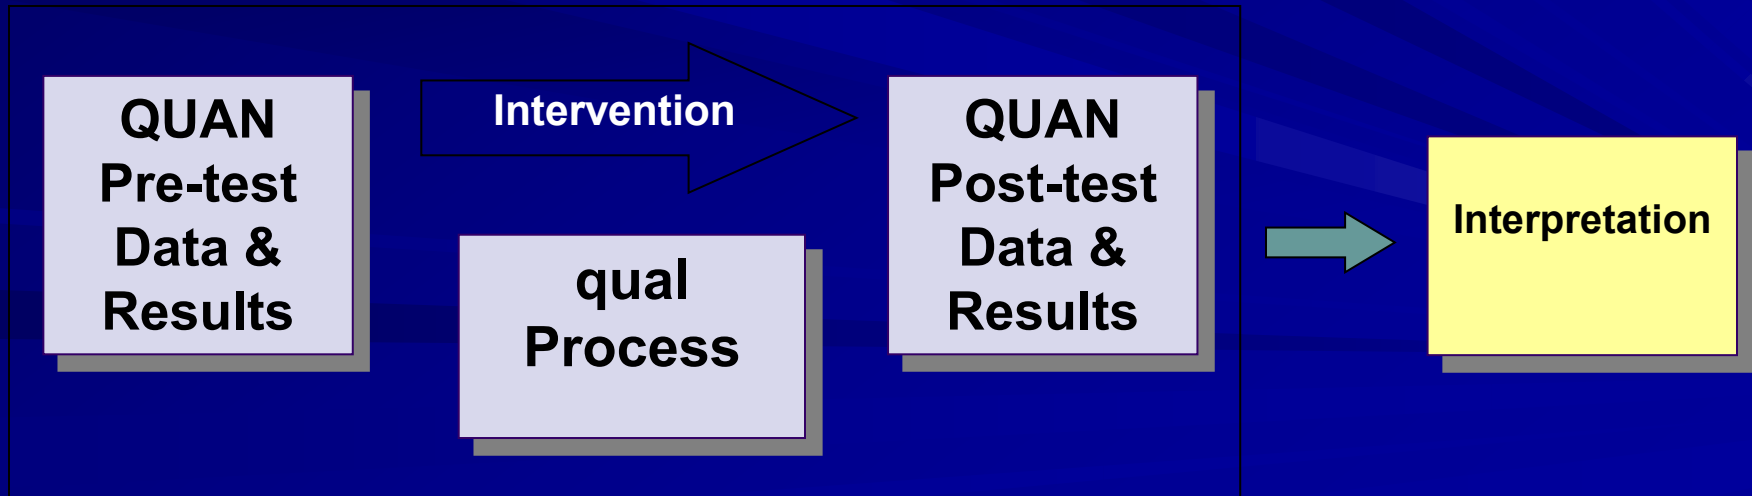 QUAN
Pre-test
Data &
Results
Intervention
qual
Process
QUAN
Post-test
Data &
Results
Interpretation